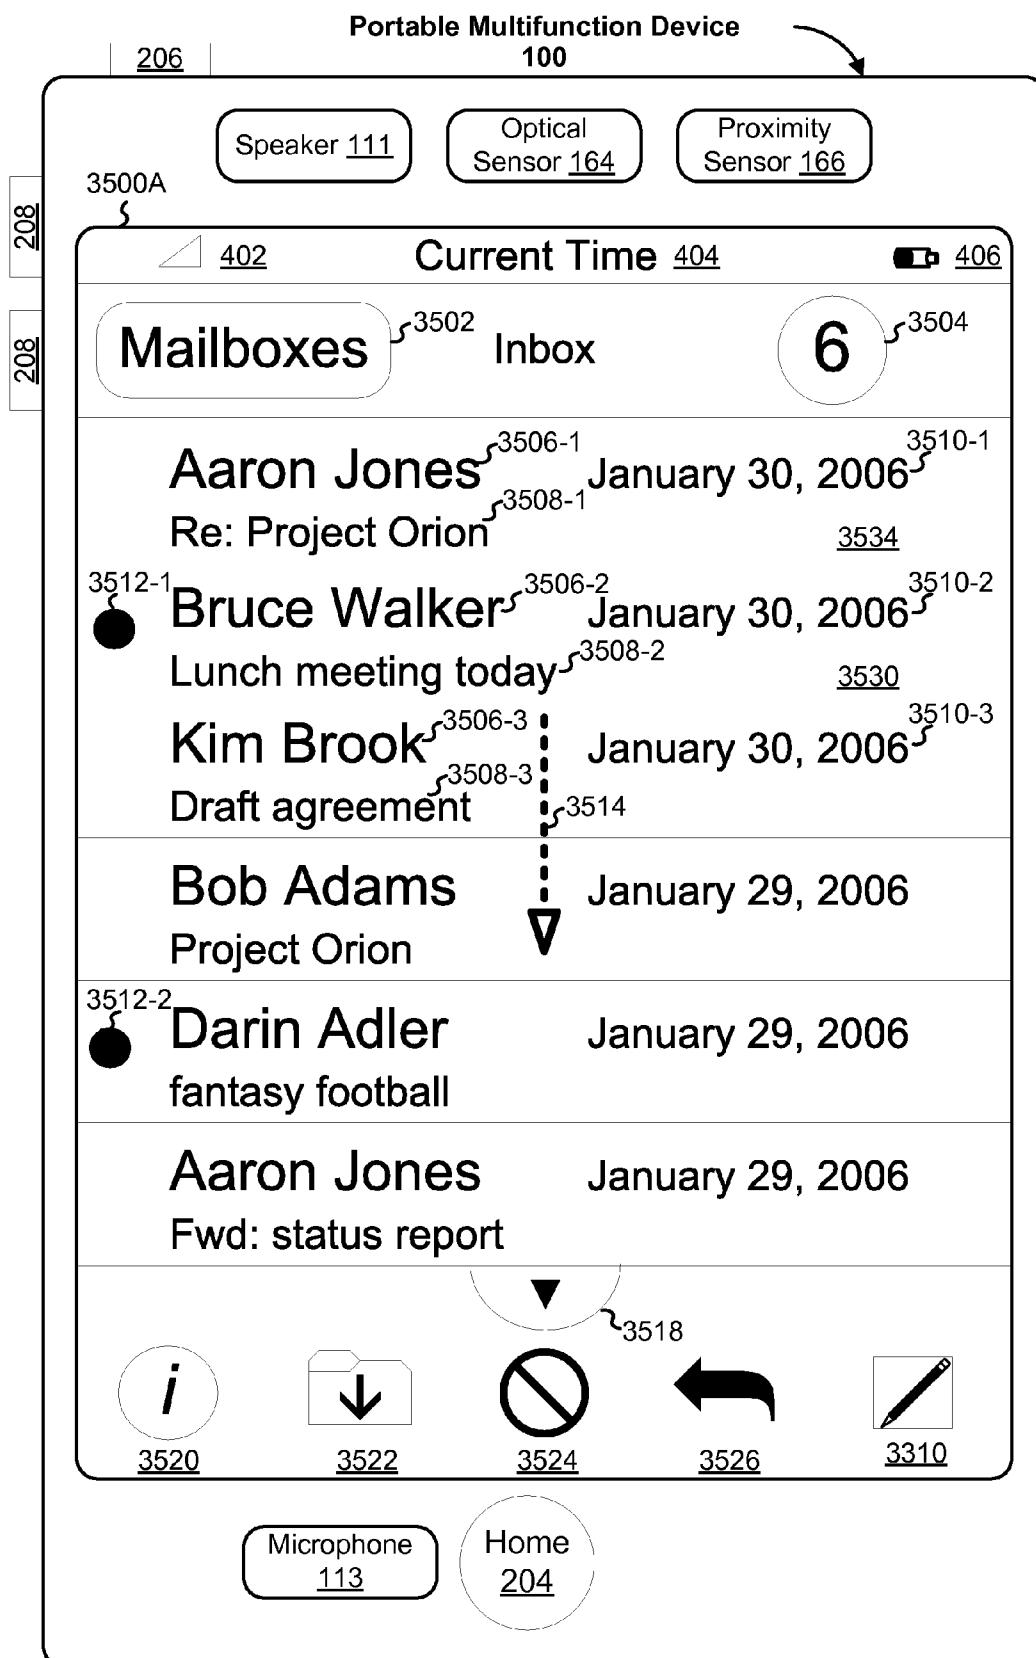 Portable Multifunction Device
100
206
Speaker 111
Optical
Sensor 164
Proximity
Sensor 166
3500A
208
402
Current Time 404
406
208
Mailboxes
3502
Inbox
6
3504
Aaron Jones
3506-1
January 30, 2006
3510-1
Re: Project Orion
3508-1
3534
3512-1
Bruce Walker
3506-2
January 30, 2006
3510-2
Lunch meeting today
3508-2
3530
Kim Brook
3506-3
January 30, 2006
3510-3
Draft agreement
3508-3
3514
Bob Adams
January 29, 2006
Project Orion
3512-2
Darin Adler
January 29, 2006
fantasy football
Aaron Jones
January 29, 2006
Fwd: status report
3518
i
3520
3522
3524
3526
3310
Microphone
113
Home
204